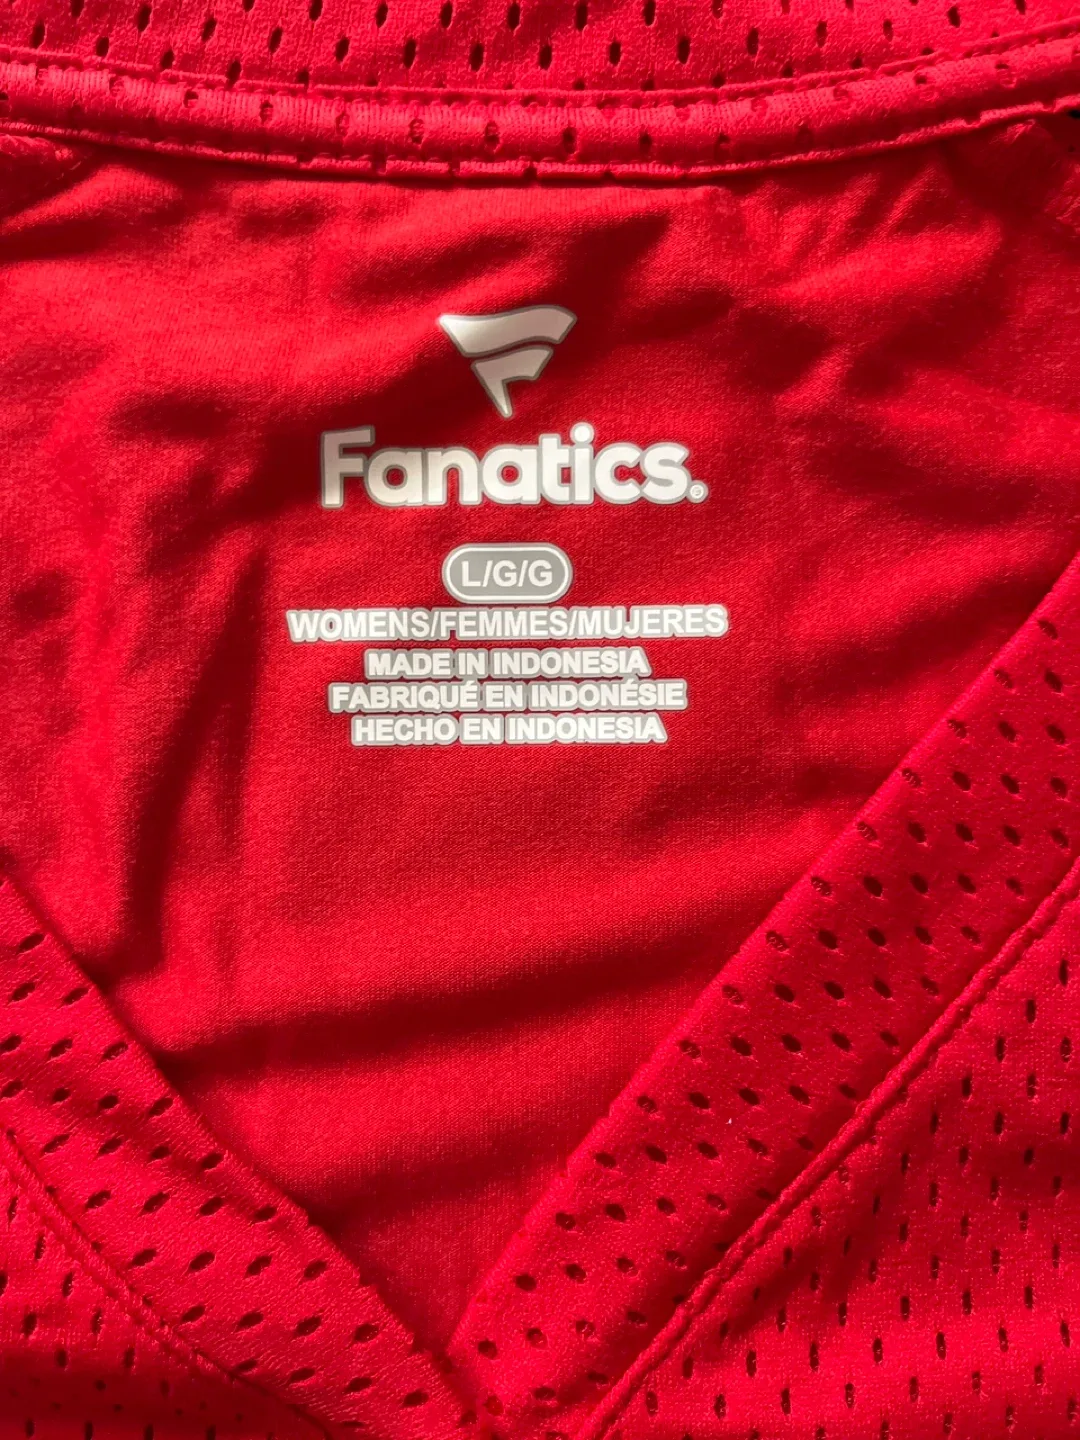 Fanatics.
L/G/G
WOMENS/FEMMES/MUJERES
MADE IN INDONESIA
FABRIQUÉ EN INDONÉSIE
HECHO EN INDONESIA